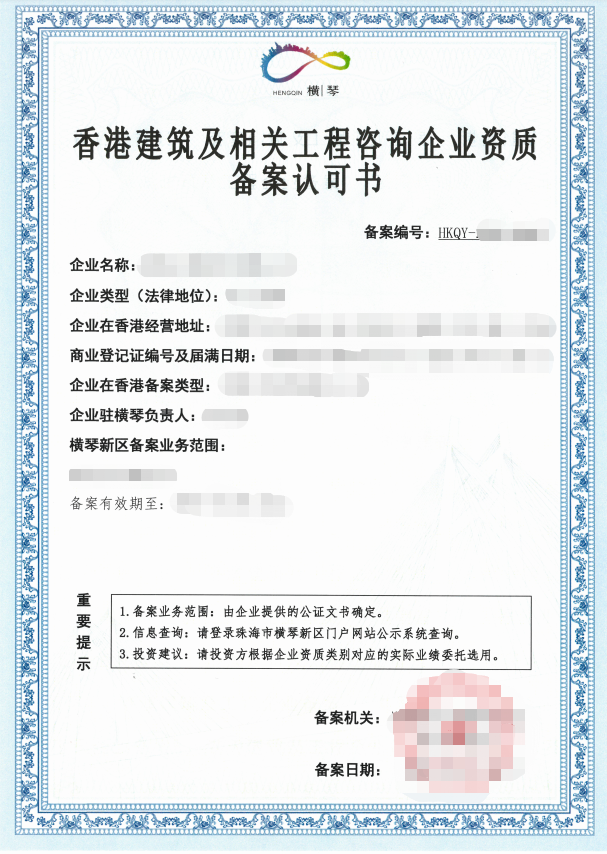 HENGQIN 横琴
香港建筑及相关工程咨询企业资质
备案认可书
备案编号：HKQY-
企业名称：
企业类型（法律地位）：
企业在香港经营地址：
商业登记证编号及届满日期：
企业在香港备案类型：
企业驻横琴负责人：
横琴新区备案业务范围：
备案有效期至：
重要提示
1.备案业务范围：由企业提供的公证文书确定。
2.信息查询：请登录珠海市横琴新区门户网站公示系统查询。
3.投资建议：请投资方根据企业资质类别对应的实际业绩委托选用。
备案机关：
备案日期：